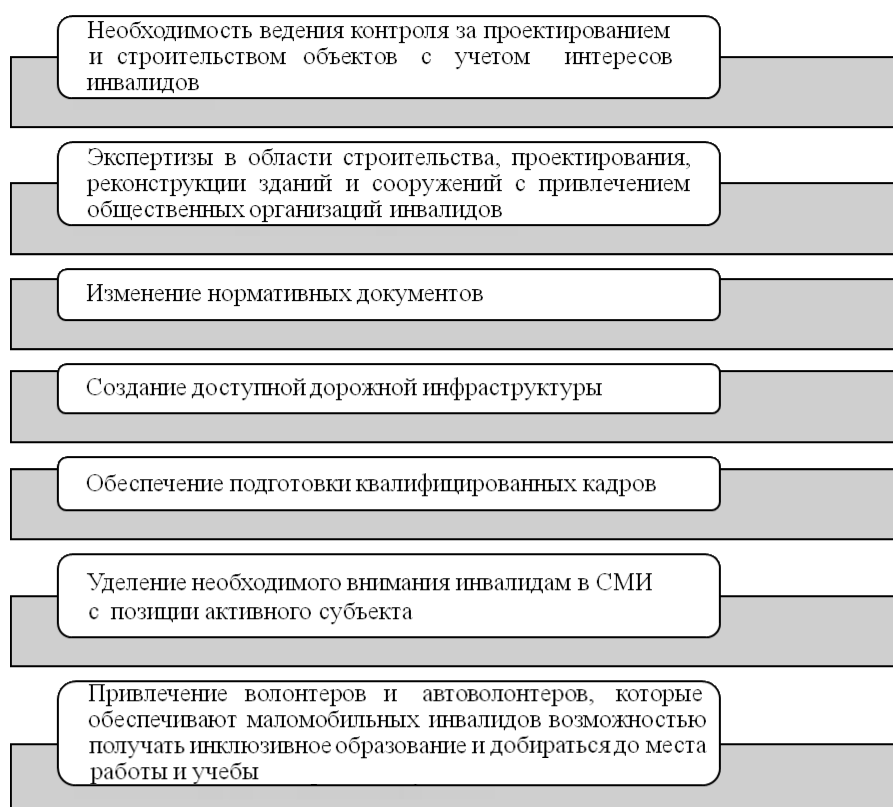 Необходимость ведения контроля за проектированием
и строительством объектов с учетом интересов
инвалидов
Экспертизы в области строительства, проектирования,
реконструкции зданий и сооружений с привлечением
общественных организаций инвалидов
Изменение нормативных документов
Создание доступной дорожной инфраструктуры
Обеспечение подготовки квалифицированных кадров
Уделение необходимого внимания инвалидам в СМИ
с позиции активного субъекта
Привлечение волонтеров и автоволонтеров, которые
обеспечивают маломобильных инвалидов возможностью
получать инклюзивное образование и добираться до места
работы и учебы